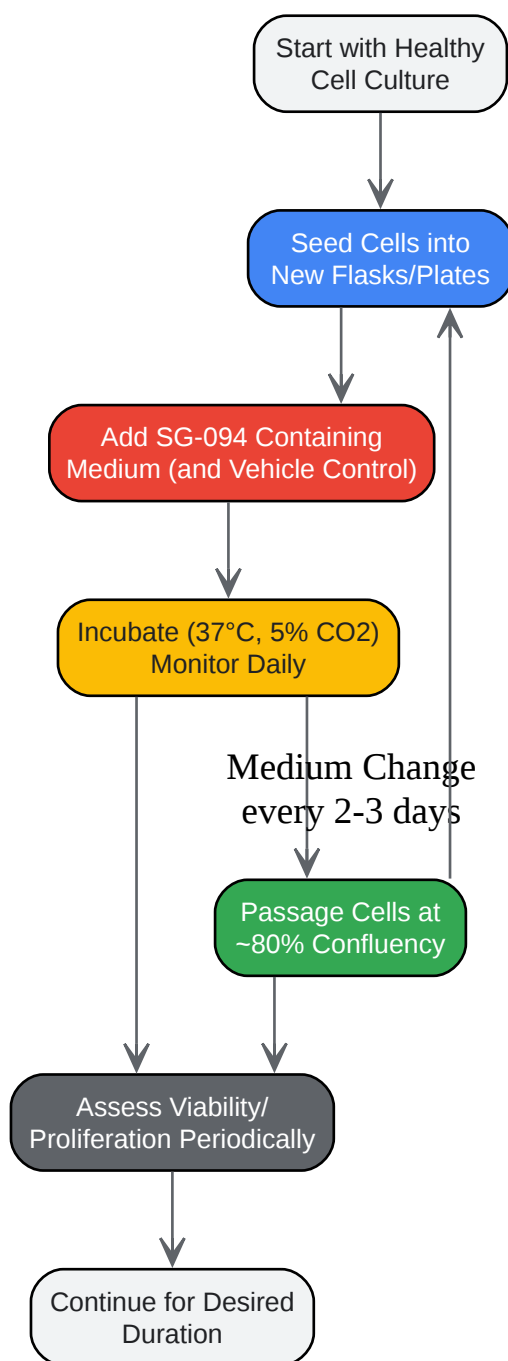 Start with Healthy
Cell Culture
Seed Cells into
New Flasks/Plates
Add SG-094 Containing
Medium (and Vehicle Control)
Incubate (37°C, 5% CO2)
Monitor Daily
Medium Change
every 2-3 days
Passage Cells at
~80% Confluency
Assess Viability/
Proliferation Periodically
Continue for Desired
Duration